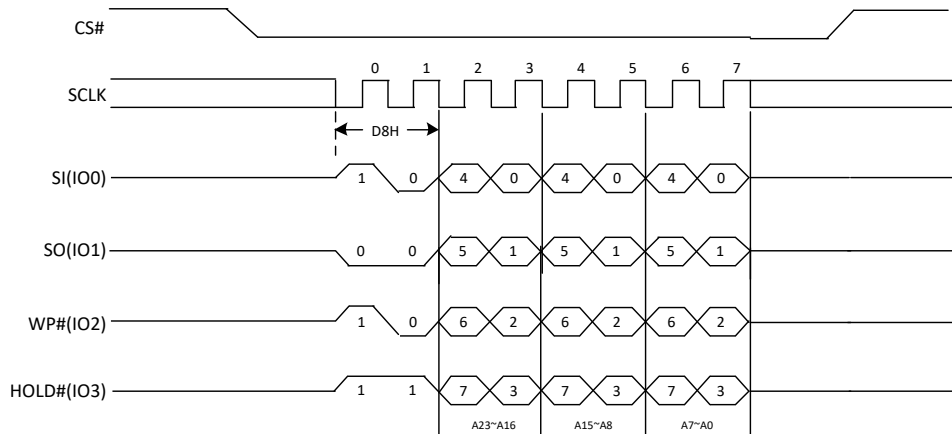 CS#
0 1 2 3 4 5 6 7
SCLK
D8H
SI(IO0) 1 0 4 0 4 0 4 0
SO(IO1) 0 0 5 1 5 1 5 1
WP#(IO2) 1 0 6 2 6 2 6 2
HOLD#(IO3) 1 1 7 3 7 3 7 3
A23~A16 A15~A8 A7~A0